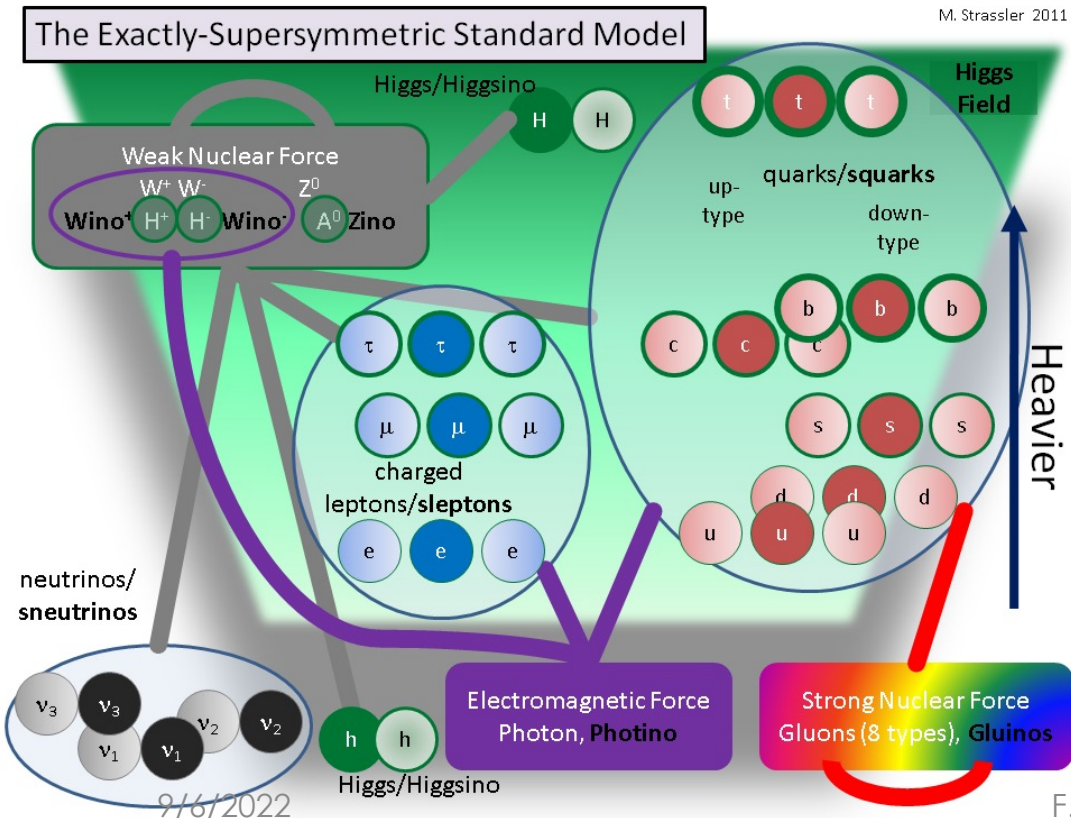 M. Strassler 2011
The Exactly-Supersymmetric Standard Model
Higgs/Higgsino
H H
t t t
Higgs
Field
Weak Nuclear Force
W⁺ W⁻ Z⁰
Wino⁺ H⁺ H⁻ Wino⁻ A⁰ Zino
quarks/squarks
up-
type
down-
type
b b b
c c c
τ τ τ
μ μ μ
s s s
charged
leptons/sleptons
d d d
u u u
e e e
Heavier
neutrinos/
sneutrinos
ν₃ ν₃ ν₁ ν₁ ν₂ ν₂
h h
Higgs/Higgsino
Electromagnetic Force
Photon, Photino
Strong Nuclear Force
Gluons (8 types), Gluinos
9/6/2022
F.